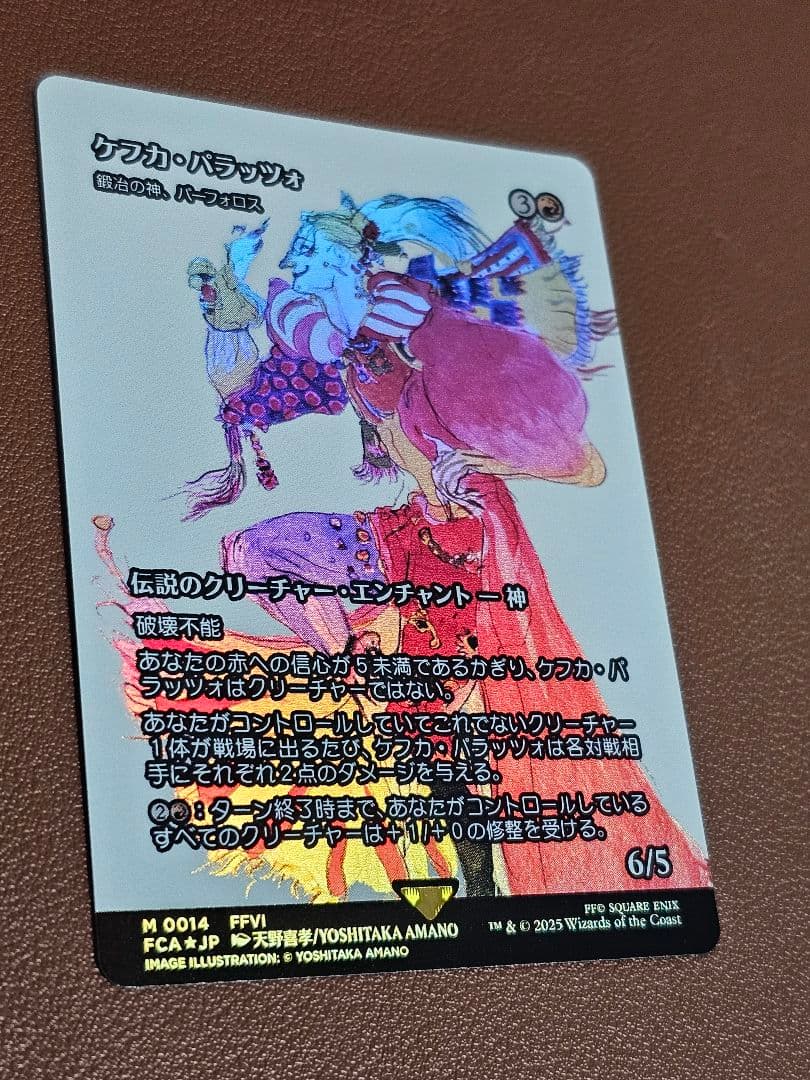 ケフカ・パラッツォ
鍛冶の神、パーフォロス
3
伝説のクリーチャー・エンチャント — 神
破壊不能
あなたの赤への信心が5未満であるかぎり、ケフカ・パ
ラッツォはクリーチャーではない。
あなたがコントロールしていてこれでないクリーチャー
1体が戦場に出るたび、ケフカ・パラッツォは各対戦相
手にそれぞれ2点のダメージを与える。
2:ターン終了時まで、あなたがコントロールしている
すべてのクリーチャーは+1/+0の修整を受ける。
6/5
M 0014 FFVI
FCA★JP 天野喜孝/YOSHITAKA AMANO
IMAGE ILLUSTRATION: © YOSHITAKA AMANO
FF© SQUARE ENIX
™ & © 2025 Wizards of the Coast